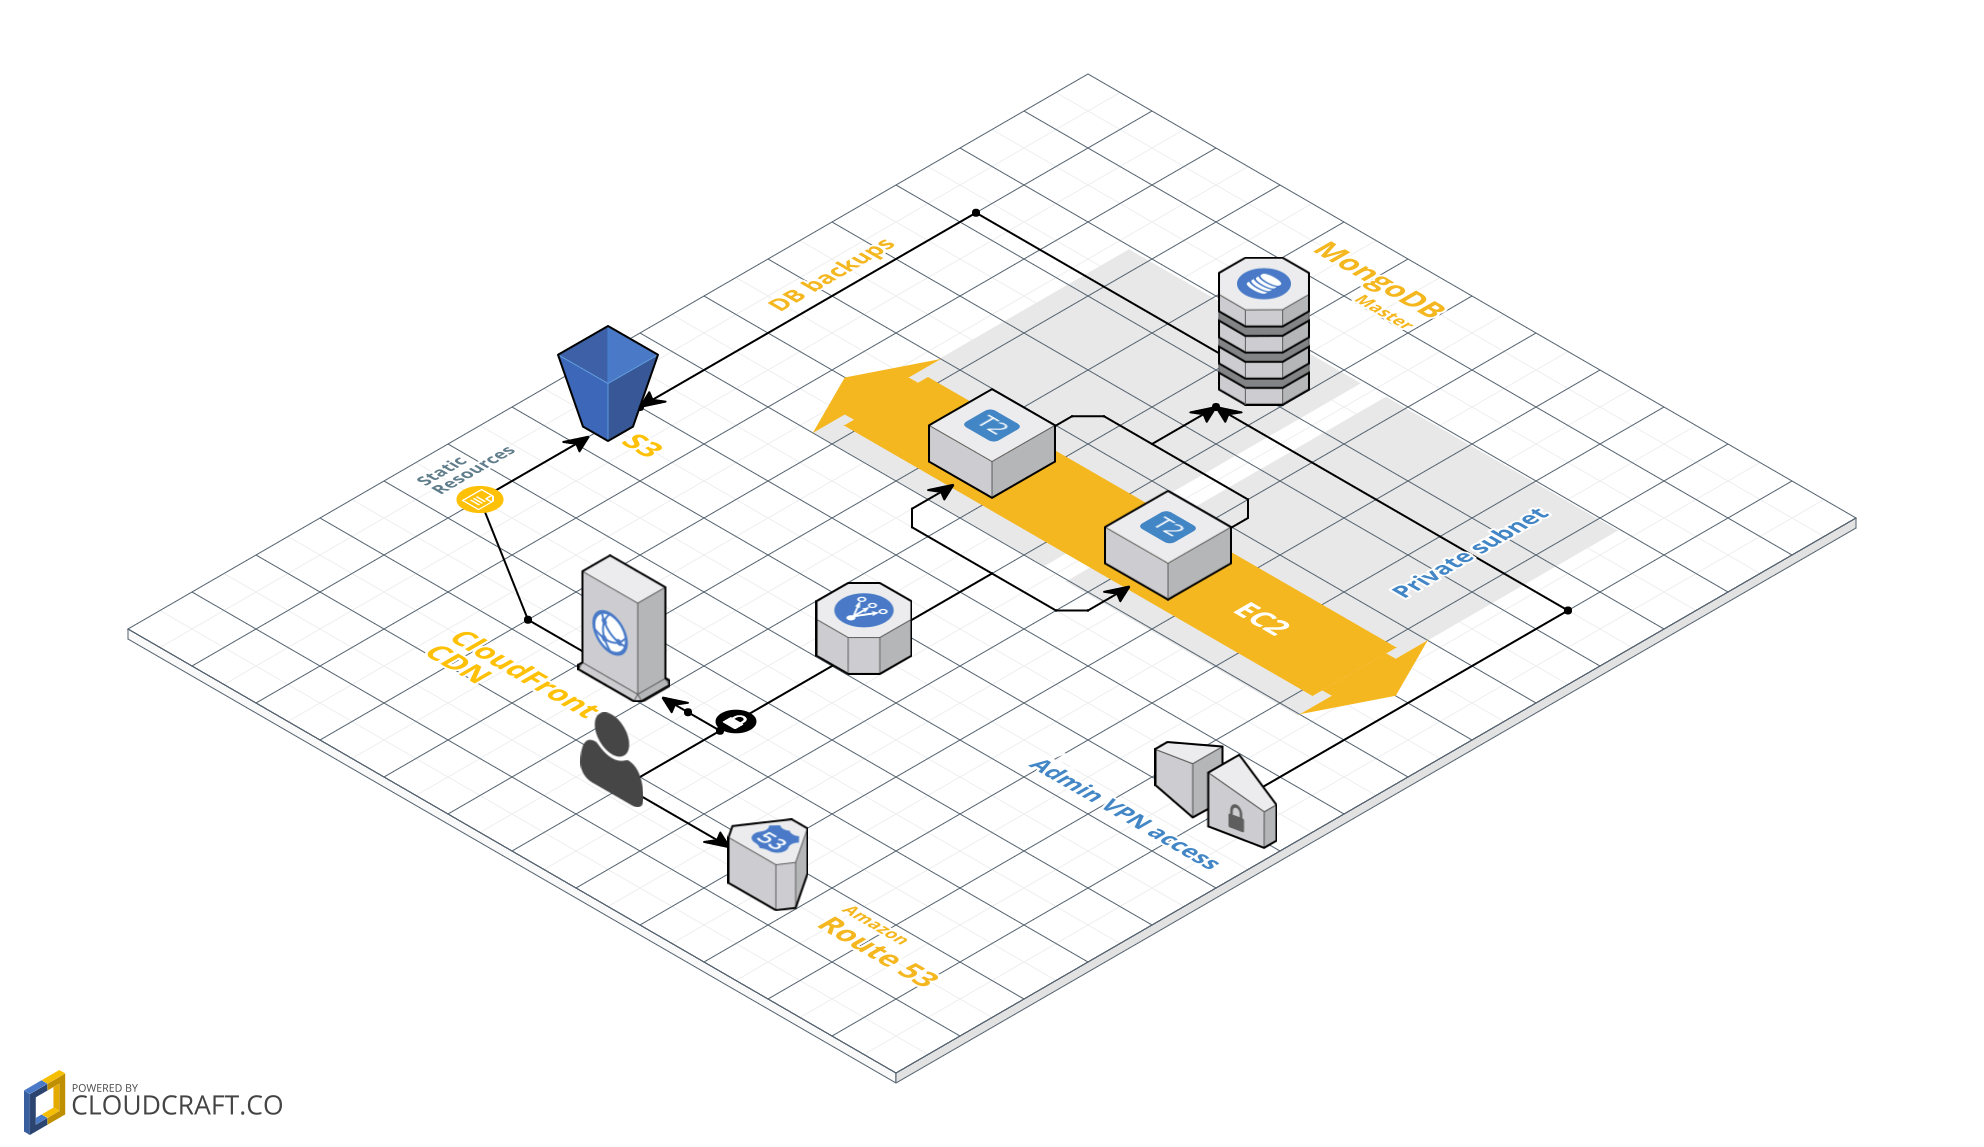 DB backups
MongoDB
Master
S3
Static
Resources
T2
T2
Private subnet
EC2
CloudFront
CDN
Admin VPN access
53
Amazon
Route 53
POWERED BY
CLOUDCRAFT.CO